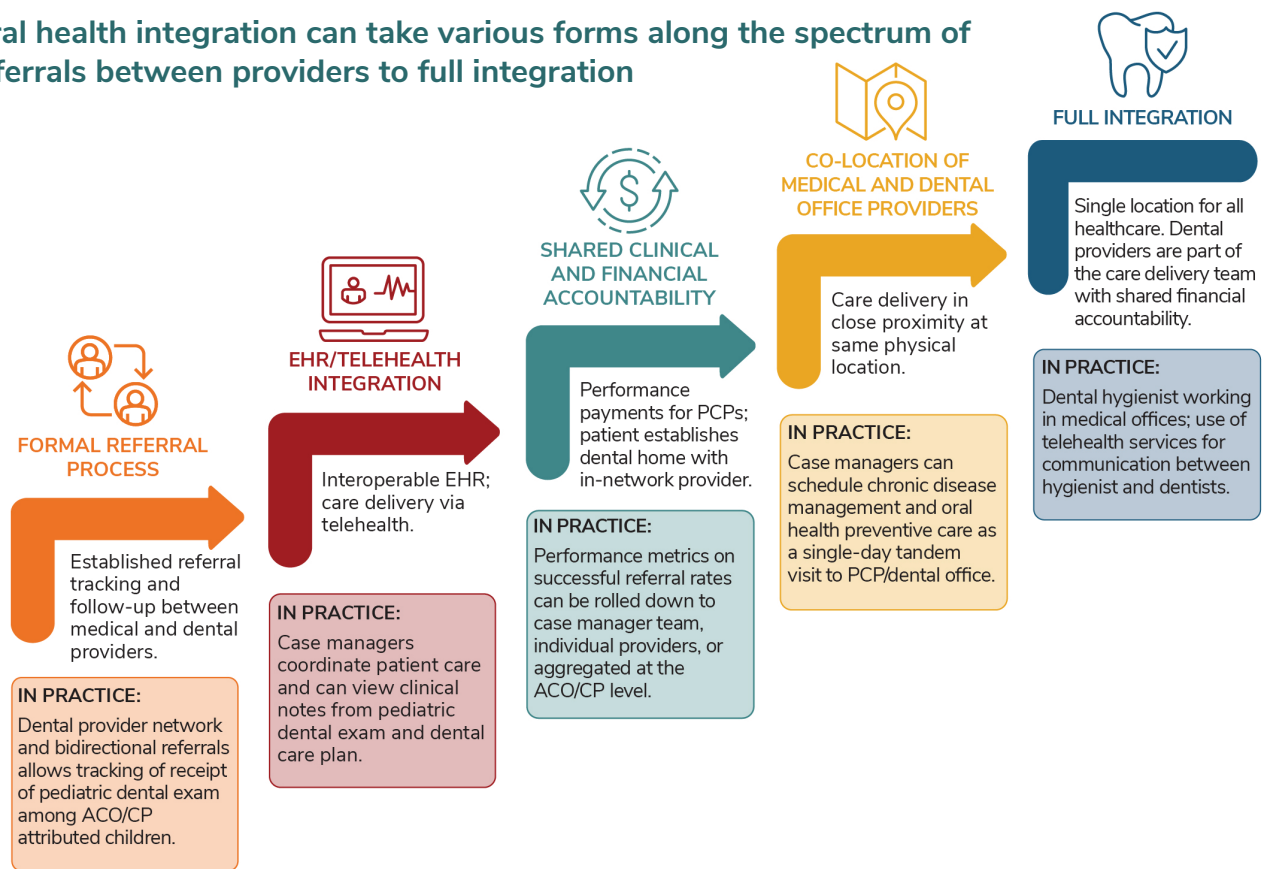 ral health integration can take various forms along the spectrum of
ferrals between providers to full integration
FORMAL REFERRAL
PROCESS
Established referral
tracking and
follow-up between
medical and dental
providers.
IN PRACTICE:
Dental provider network
and bidirectional referrals
allows tracking of receipt
of pediatric dental exam
among ACO/CP
attributed children.
EHR/TELEHEALTH
INTEGRATION
Interoperable EHR;
care delivery via
telehealth.
IN PRACTICE:
Case managers
coordinate patient care
and can view clinical
notes from pediatric
dental exam and dental
care plan.
$
SHARED CLINICAL
AND FINANCIAL
ACCOUNTABILITY
Performance
payments for PCPs;
patient establishes
dental home with
in-network provider.
IN PRACTICE:
Performance metrics on
successful referral rates
can be rolled down to
case manager team,
individual providers, or
aggregated at the
ACO/CP level.
CO-LOCATION OF
MEDICAL AND DENTAL
OFFICE PROVIDERS
Care delivery in
close proximity at
same physical
location.
IN PRACTICE:
Case managers can
schedule chronic disease
management and oral
health preventive care as
a single-day tandem
visit to PCP/dental office.
FULL INTEGRATION
Single location for all
healthcare. Dental
providers are part of
the care delivery team
with shared financial
accountability.
IN PRACTICE:
Dental hygienist working
in medical offices; use of
telehealth services for
communication between
hygienist and dentists.